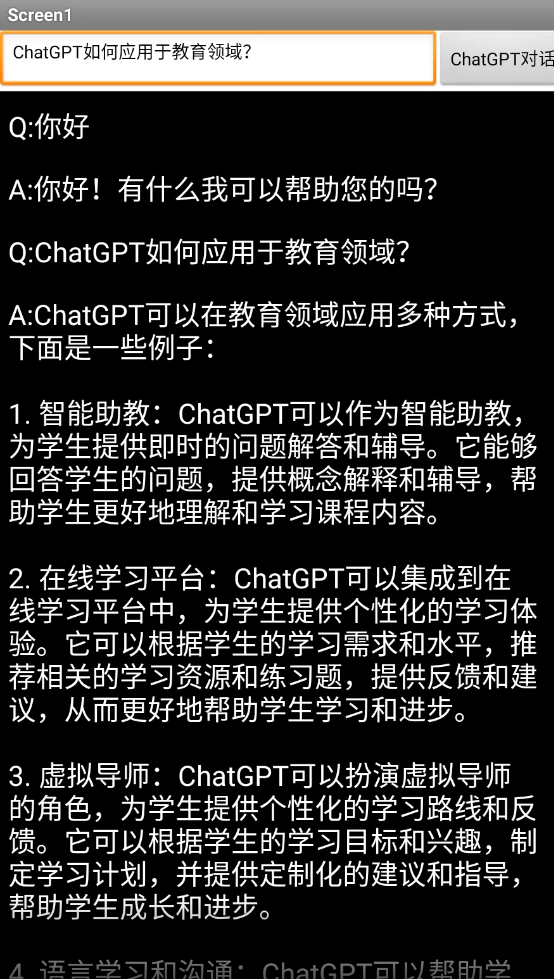 Screen1
ChatGPT如何应用于教育领域?
ChatGPT对话
Q:你好
A:你好！有什么我可以帮助您的吗？
Q:ChatGPT如何应用于教育领域?
A:ChatGPT可以在教育领域应用多种方式，
下面是一些例子：
1. 智能助教：ChatGPT可以作为智能助教，
为学生提供即时的问题解答和辅导。它能够
回答学生的问题，提供概念解释和辅导，帮
助学生更好地理解和学习课程内容。
2. 在线学习平台：ChatGPT可以集成到在
线学习平台中，为学生提供个性化的学习体
验。它可以根据学生的学习需求和水平，推
荐相关的学习资源和练习题，提供反馈和建
议，从而更好地帮助学生学习和进步。
3. 虚拟导师：ChatGPT可以扮演虚拟导师
的角色，为学生提供个性化的学习路线和反
馈。它可以根据学生的学习目标和兴趣，制
定学习计划，并提供定制化的建议和指导，
帮助学生成长和进步。
4. 语言学习和沟通：ChatGPT可以帮助学